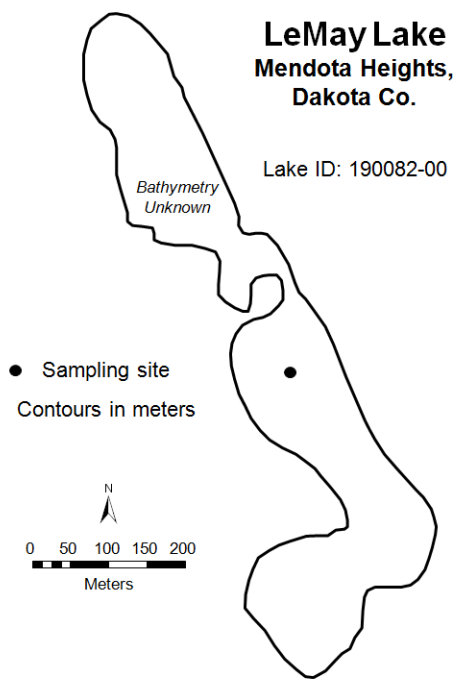 LeMay Lake
Mendota Heights,
Dakota Co.
Lake ID: 190082-00
Bathymetry
Unknown
Sampling site
Contours in meters
N
0 50 100 150 200
Meters